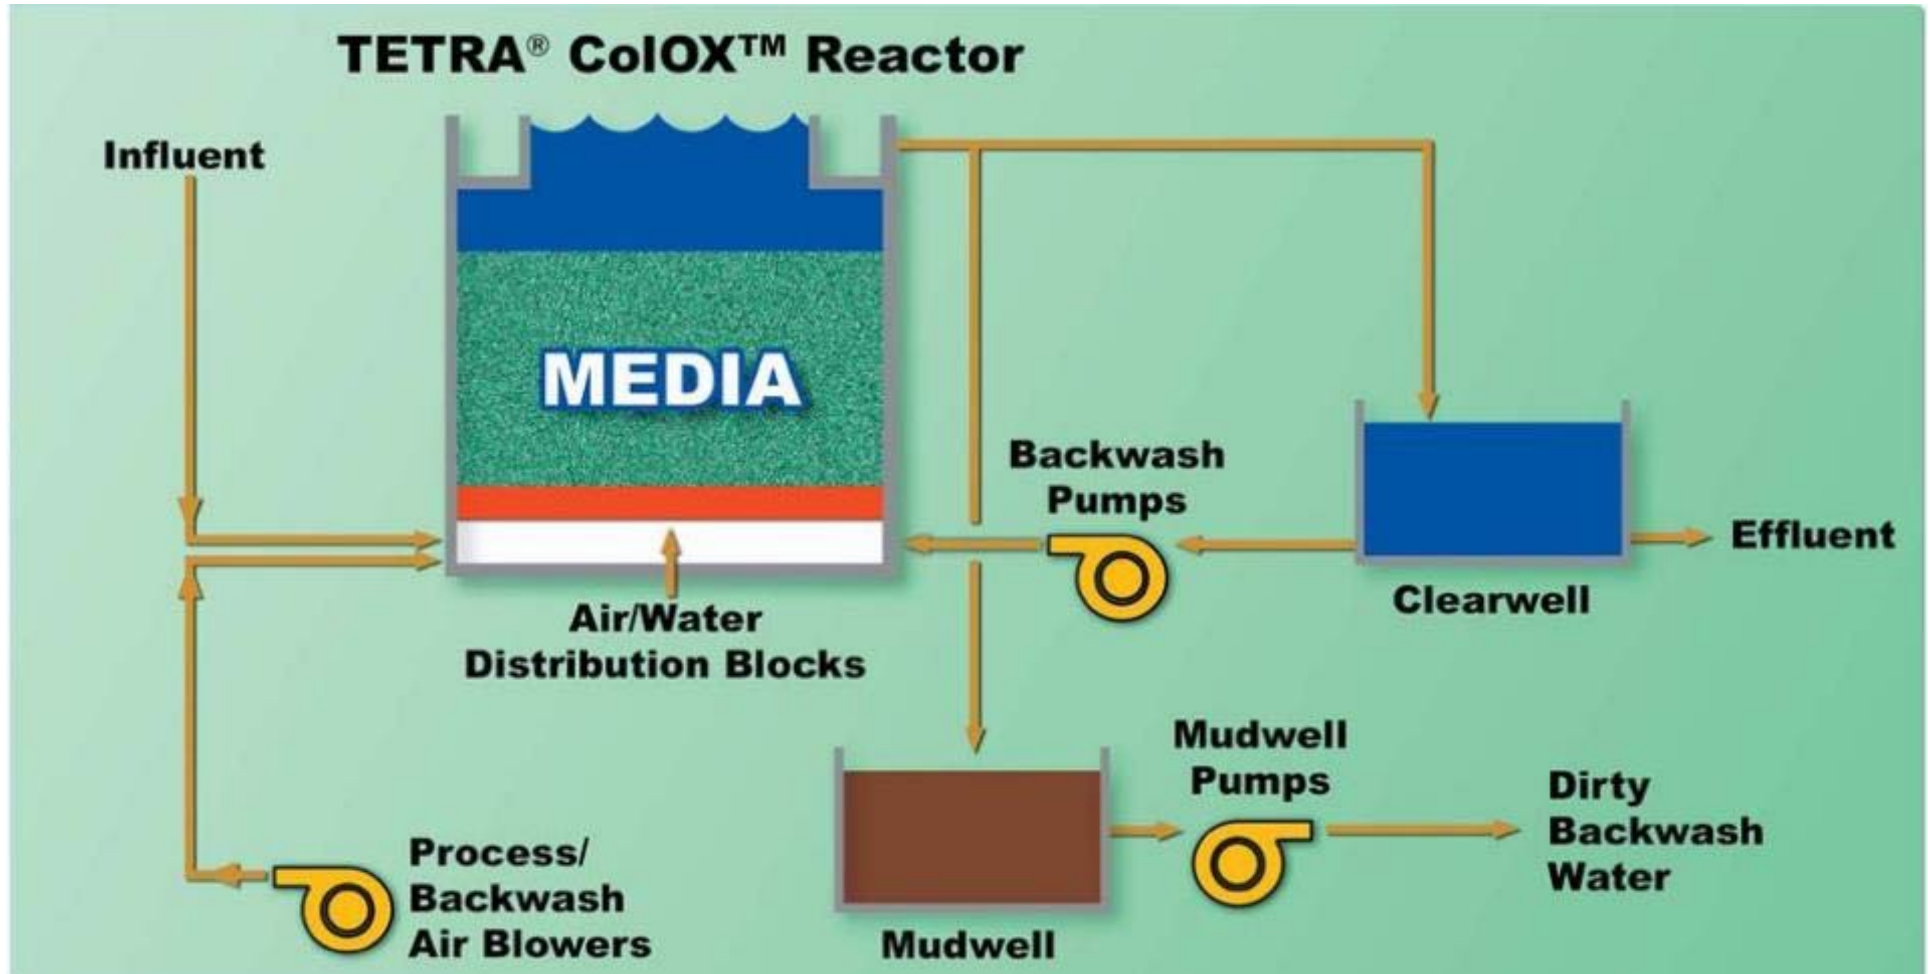 TETRA® ColOX™ Reactor
Influent
MEDIA
Backwash
Pumps
Effluent
Clearwell
Air/Water
Distribution Blocks
Mudwell
Pumps
Dirty
Backwash
Water
Process/
Backwash
Air Blowers
Mudwell